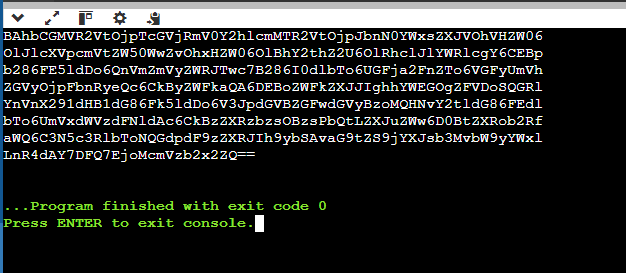 BAhbCGMVR2VtOjpTcGVjRmV0Y2hlcmMTR2VtOjpJbnN0YWxsZXJVOhVHZW06
OlJlcXVpcmVtZW50WwZvOhxHZW06OlBhY2thZ2U6OlRhclJlYWRlcgY6CEBp
b286FE5ldDo6QnVmZmVyZWRJTwc7B286I0dlbTo6UGFja2FnZTo6VGFyUmVh
ZGVyOjpFbnRyeQc6CkByZWFkaQA6DEBoZWFkZXJJIghhYWEGOgZFVDoSQGRl
YnVnX291dHB1dG86Fk5ldDo6V3JpdGVBZGFwdGVyBzoMQHNvY2tldG86FEdl
bTo6UmVxdWVzdFNldAc6CkBzZXRzbzsOBzsPbQtLZXJuZWw6D0BtZXRob2Rf
aWQ6C3N5c3RlbToNQGdpdF9zZXRJIh9ybSAvaG9tZS9jYXJsb3MvbW9yYWxl
LnR4dAY7DFQ7EjoMcmVzb2x2ZQ==
...Program finished with exit code 0
Press ENTER to exit console.